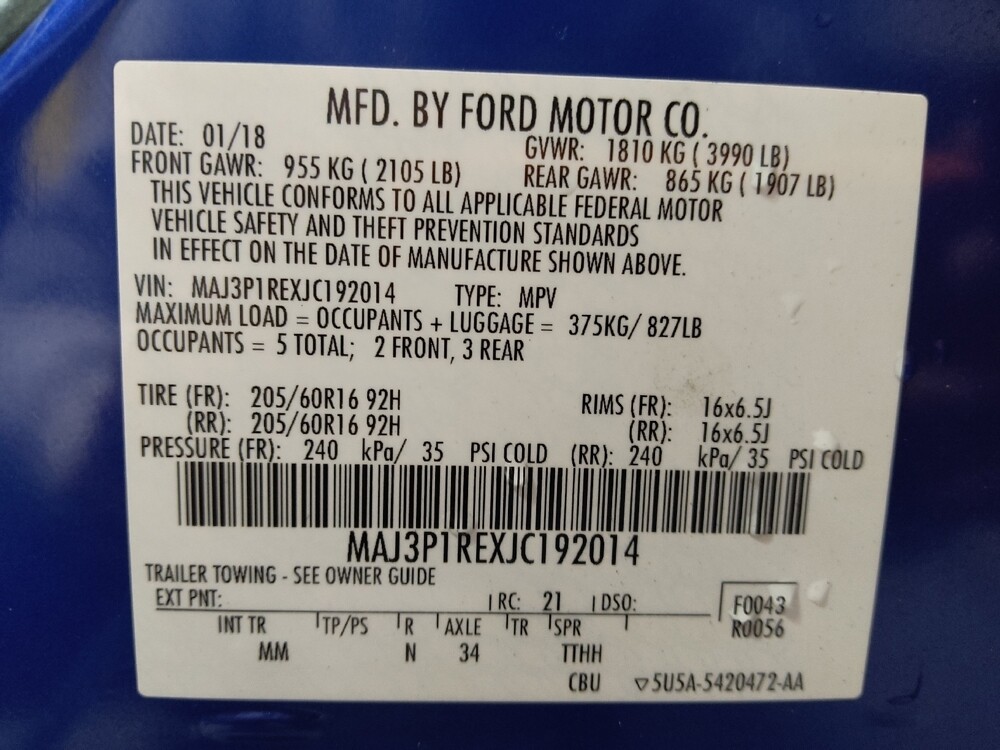 MFD. BY FORD MOTOR CO.
DATE: 01/18 GVWR: 1810 KG ( 3990 LB)
FRONT GAWR: 955 KG ( 2105 LB) REAR GAWR: 865 KG ( 1907 LB)
THIS VEHICLE CONFORMS TO ALL APPLICABLE FEDERAL MOTOR
VEHICLE SAFETY AND THEFT PREVENTION STANDARDS
IN EFFECT ON THE DATE OF MANUFACTURE SHOWN ABOVE.
VIN: MAJ3P1REXJC192014 TYPE: MPV
MAXIMUM LOAD = OCCUPANTS + LUGGAGE = 375KG/ 827LB
OCCUPANTS = 5 TOTAL; 2 FRONT, 3 REAR
TIRE (FR): 205/60R16 92H RIMS (FR): 16x6.5J
(RR): 205/60R16 92H (RR): 16x6.5J
PRESSURE (FR): 240 kPa/ 35 PSI COLD (RR): 240 kPa/ 35 PSI COLD
MAJ3P1REXJC192014
TRAILER TOWING - SEE OWNER GUIDE
EXT PNT: RC: 21 DSO: F0043
INT TR TP/PS R AXLE TR SPR R0056
MM N 34 TTHH
CBU ▽5U5A-5420472-AA